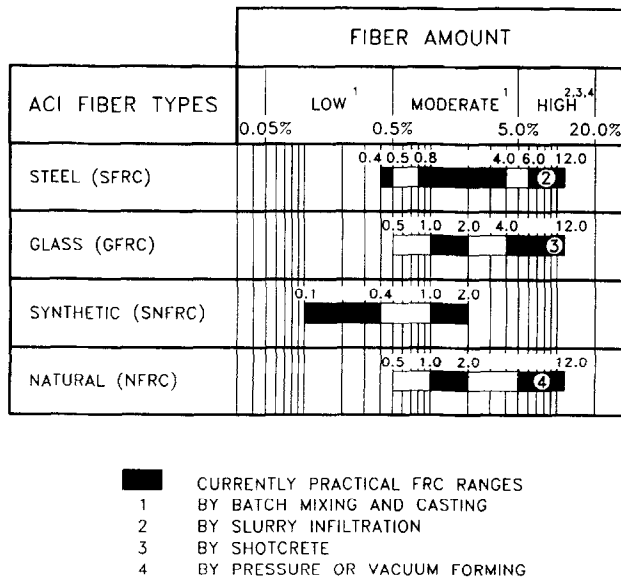 FIBER AMOUNT
ACI FIBER TYPES
LOW 1 MODERATE 1 HIGH 2,3,4
0.05% 0.5% 5.0% 20.0%
0.4 0.5 0.8 4.0 6.0 12.0
STEEL (SFRC) 2
0.5 1.0 2.0 4.0 12.0
GLASS (GFRC) 3
0.1 0.4 1.0 2.0
SYNTHETIC (SNFRC)
0.5 1.0 2.0 5.0 12.0
NATURAL (NFRC) 4
CURRENTLY PRACTICAL FRC RANGES
1 BY BATCH MIXING AND CASTING
2 BY SLURRY INFILTRATION
3 BY SHOTCRETE
4 BY PRESSURE OR VACUUM FORMING